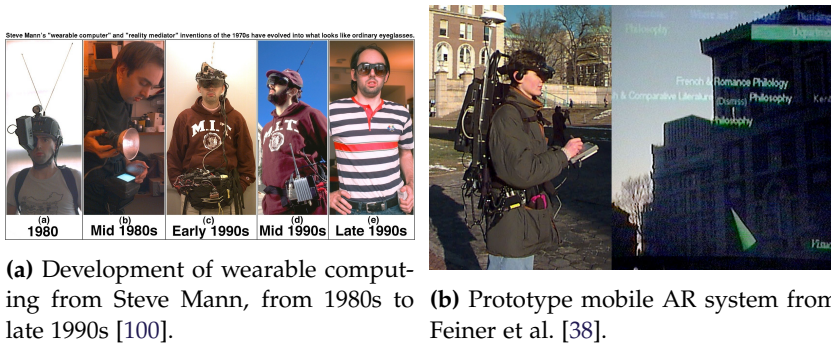 Steve Mann's "wearable computer" and "reality mediator" inventions of the 1970s have evolved into what looks like ordinary eyeglasses.
M.I.T.
M.I.T.
(a)
1980
(b)
Mid 1980s
(c)
Early 1990s
(d)
Mid 1990s
(e)
Late 1990s
Philosophy
French & Romance Philology
h & Comparative Literature
(Dismiss)
Philosophy
Philosophy
(a) Development of wearable comput-
ing from Steve Mann, from 1980s to
late 1990s [100].
(b) Prototype mobile AR system from
Feiner et al. [38].